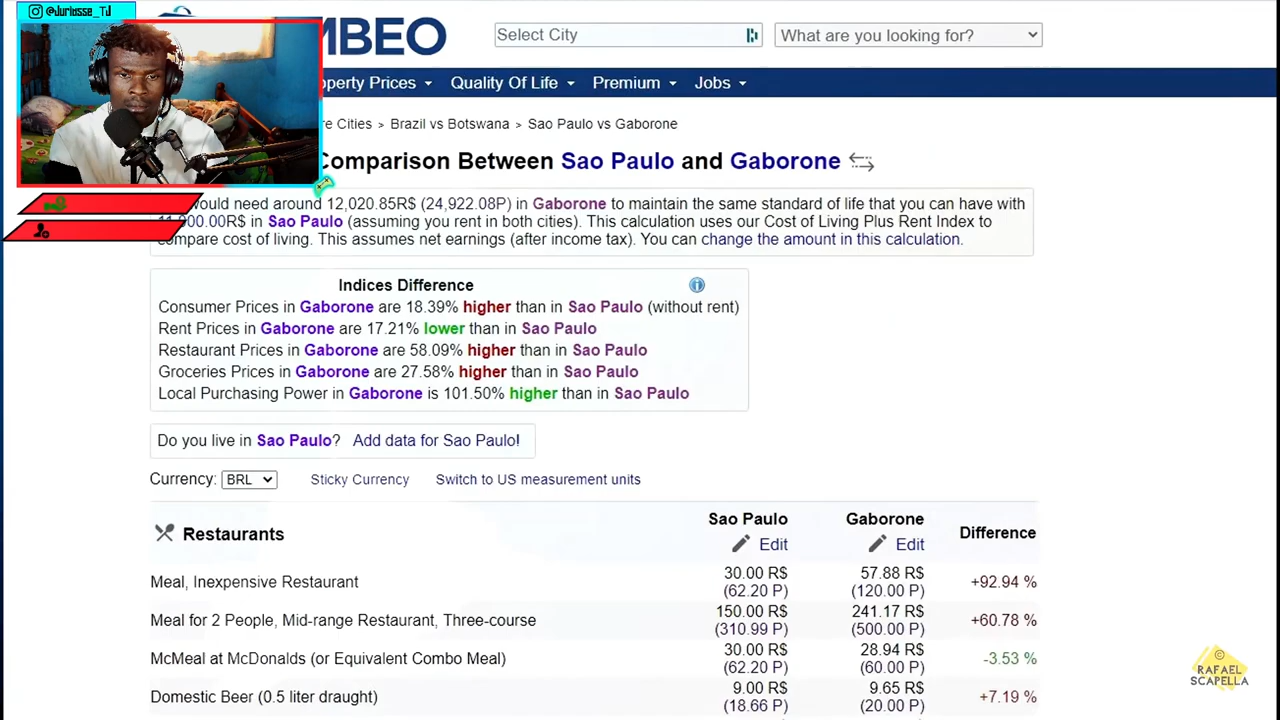 @Juriosse_TJ
MBEO
Select City
What are you looking for?
perty Prices
Quality Of Life
Premium
Jobs
re Cities > Brazil vs Botswana > Sao Paulo vs Gaborone
Comparison Between Sao Paulo and Gaborone
ould need around 12,020.85R$ (24,922.08P) in Gaborone to maintain the same standard of life that you can have with
00.00R$ in Sao Paulo (assuming you rent in both cities). This calculation uses our Cost of Living Plus Rent Index to
compare cost of living. This assumes net earnings (after income tax). You can change the amount in this calculation.
Indices Difference
Consumer Prices in Gaborone are 18.39% higher than in Sao Paulo (without rent)
Rent Prices in Gaborone are 17.21% lower than in Sao Paulo
Restaurant Prices in Gaborone are 58.09% higher than in Sao Paulo
Groceries Prices in Gaborone are 27.58% higher than in Sao Paulo
Local Purchasing Power in Gaborone is 101.50% higher than in Sao Paulo
Do you live in Sao Paulo? Add data for Sao Paulo!
Currency: BRL Sticky Currency Switch to US measurement units
Restaurants
Sao Paulo Gaborone Difference
Edit Edit
Meal, Inexpensive Restaurant 30.00 R$ 57.88 R$ +92.94 %
(62.20 P) (120.00 P)
Meal for 2 People, Mid-range Restaurant, Three-course 150.00 R$ 241.17 R$ +60.78 %
(310.99 P) (500.00 P)
McMeal at McDonalds (or Equivalent Combo Meal) 30.00 R$ 28.94 R$ -3.53 %
(62.20 P) (60.00 P)
Domestic Beer (0.5 liter draught) 9.00 R$ 9.65 R$ +7.19 %
(18.66 P) (20.00 P)
©
RAFAEL
SCAPELLA